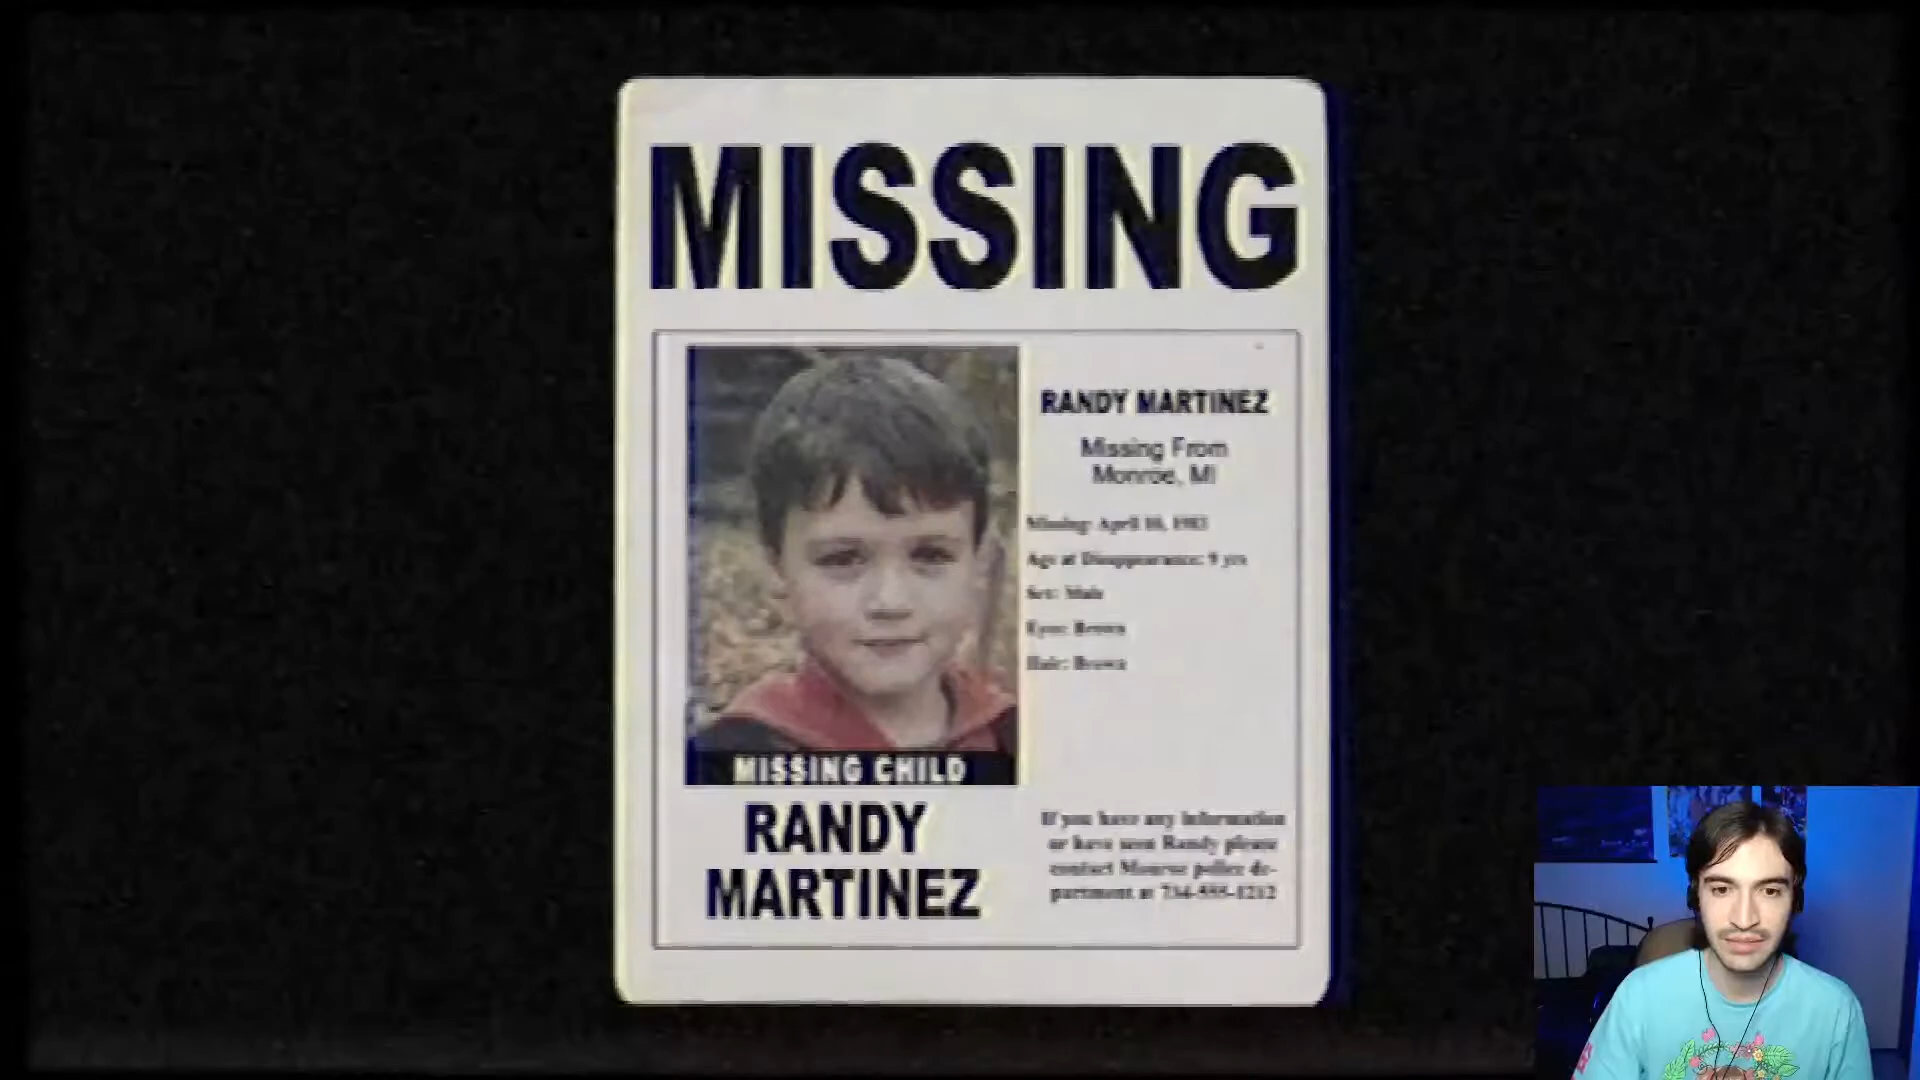 MISSING
RANDY MARTINEZ
Missing From
Monroe, MI
Missing: April 10, 1983
Age at Disappearance: 9 yrs
Sex: Male
Eyes: Brown
Hair: Brown
MISSING CHILD
RANDY
MARTINEZ
If you have any information
or have seen Randy please
contact Monroe police de-
partment at 734-555-1212